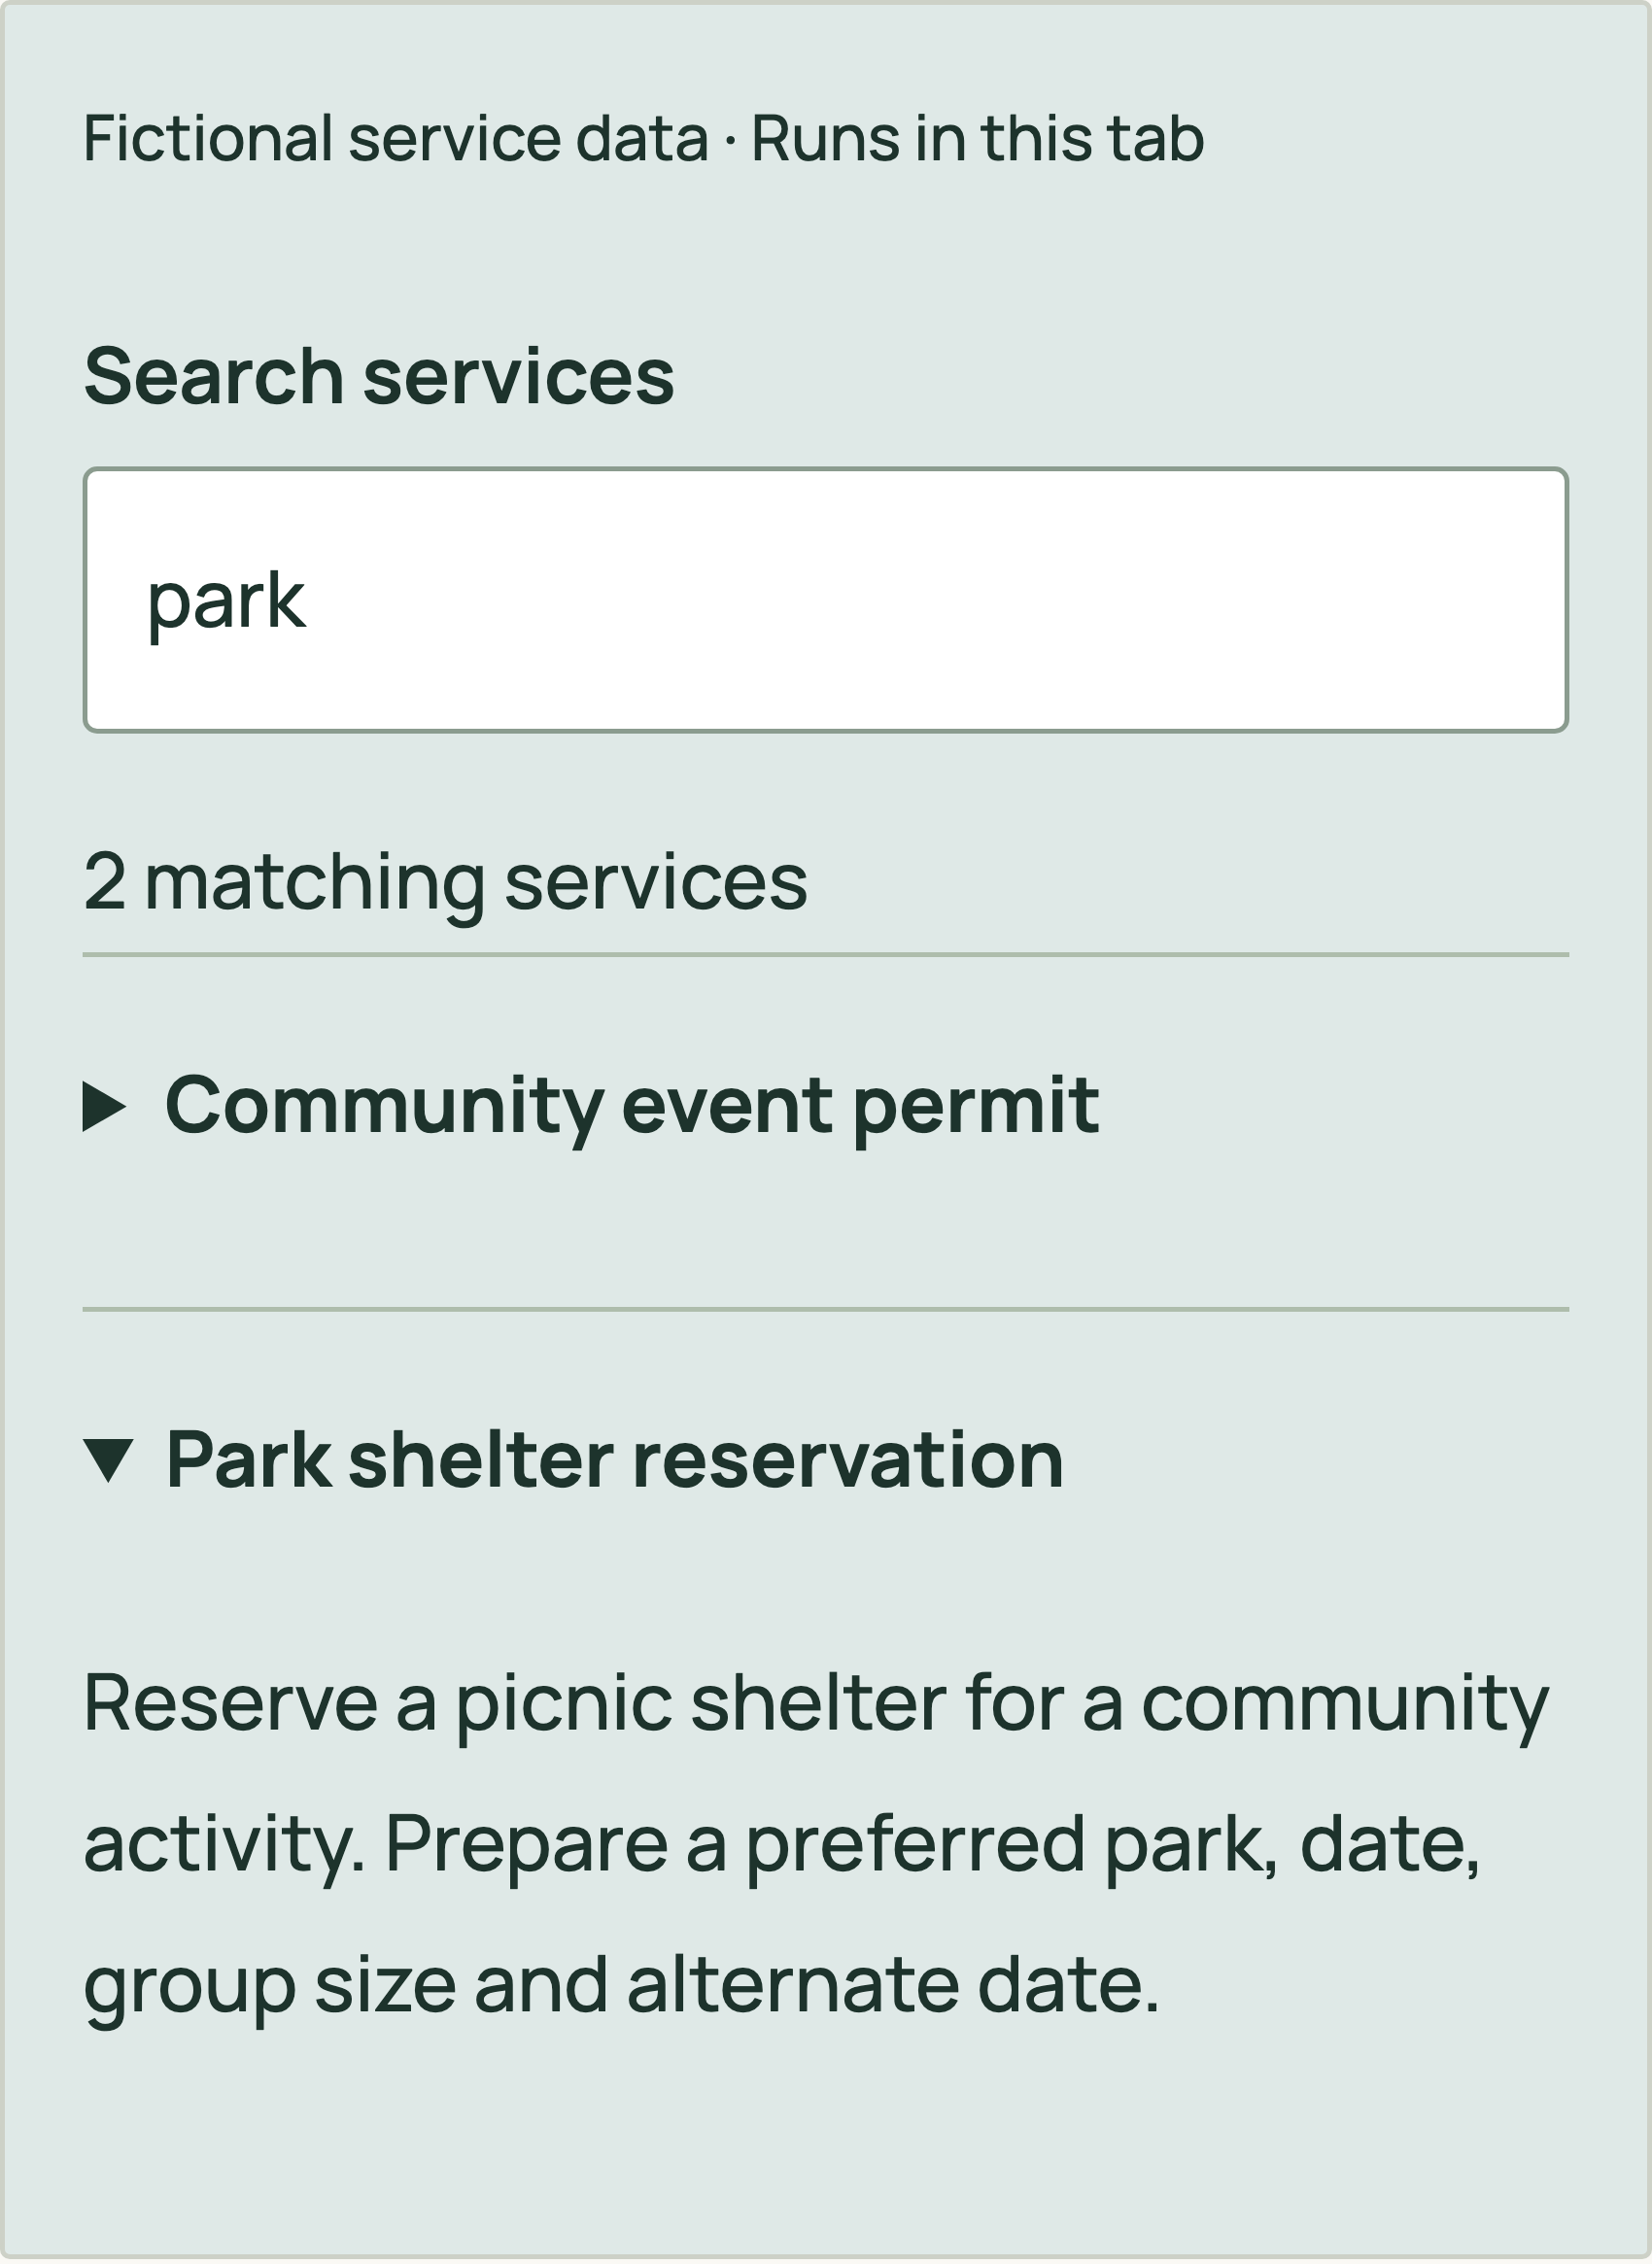 Fictional service data · Runs in this tab
Search services
park
2 matching services
Community event permit
Park shelter reservation
Reserve a picnic shelter for a community
activity. Prepare a preferred park, date,
group size and alternate date.